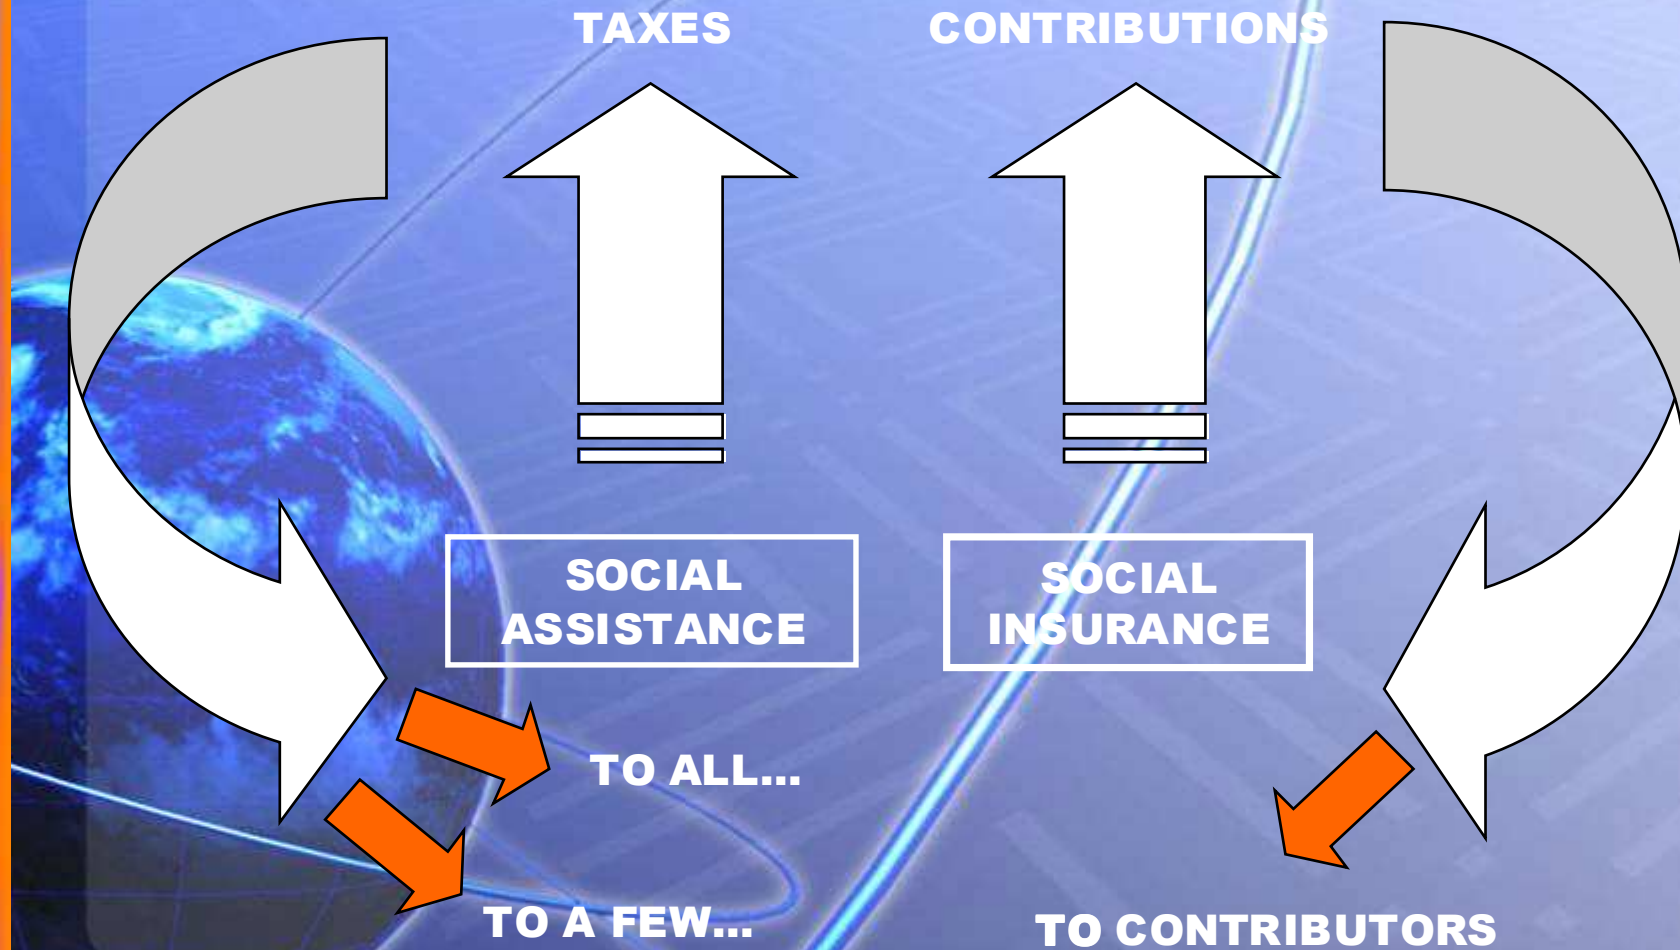 TAXES
CONTRIBUTIONS
SOCIAL
ASSISTANCE
SOCIAL
INSURANCE
TO ALL...
TO A FEW...
TO CONTRIBUTORS